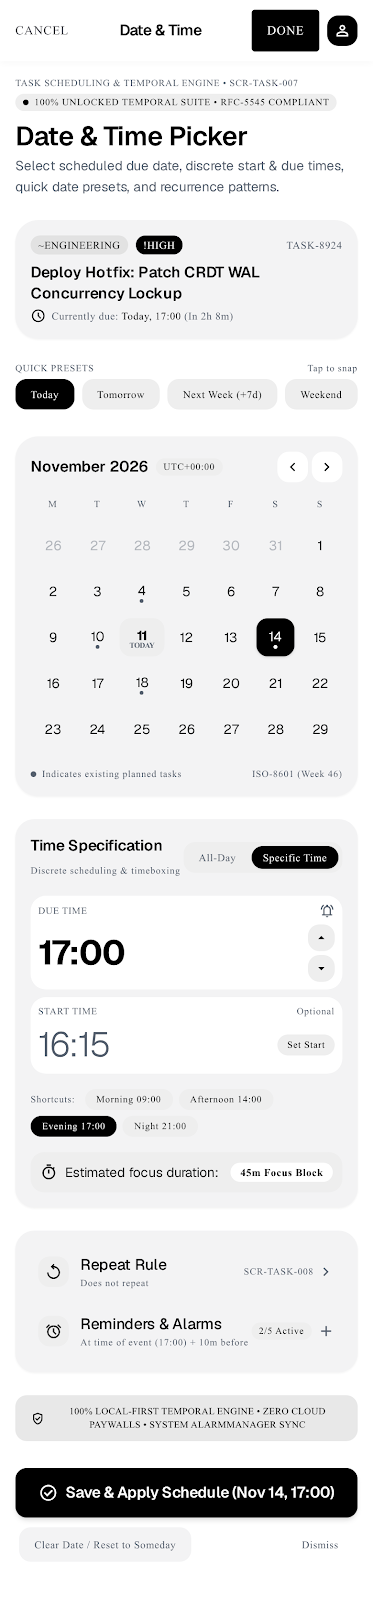 CANCEL Date & Time DONE
TASK SCHEDULING & TEMPORAL ENGINE • SCR-TASK-007
100% UNLOCKED TEMPORAL SUITE • RFC-5545 COMPLIANT
Date & Time Picker
Select scheduled due date, discrete start & due times,
quick date presets, and recurrence patterns.
~ENGINEERING !HIGH TASK-8924
Deploy Hotfix: Patch CRDT WAL
Concurrency Lockup
Currently due: Today, 17:00 (In 2h 8m)
QUICK PRESETS Tap to snap
Today Tomorrow Next Week (+7d) Weekend
November 2026 UTC+00:00
M T W T F S S
26 27 28 29 30 31 1
2 3 4 5 6 7 8
9 10 11 12 13 14 15
TODAY
16 17 18 19 20 21 22
23 24 25 26 27 28 29
Indicates existing planned tasks ISO-8601 (Week 46)
Time Specification
Discrete scheduling & timeboxing
All-Day Specific Time
DUE TIME
17:00
START TIME Optional
16:15 Set Start
Shortcuts: Morning 09:00 Afternoon 14:00
Evening 17:00 Night 21:00
Estimated focus duration: 45m Focus Block
Repeat Rule
Does not repeat
SCR-TASK-008
Reminders & Alarms
At time of event (17:00) + 10m before
2/5 Active
100% LOCAL-FIRST TEMPORAL ENGINE • ZERO CLOUD
PAYWALLS • SYSTEM ALARMMANAGER SYNC
Save & Apply Schedule (Nov 14, 17:00)
Clear Date / Reset to Someday Dismiss